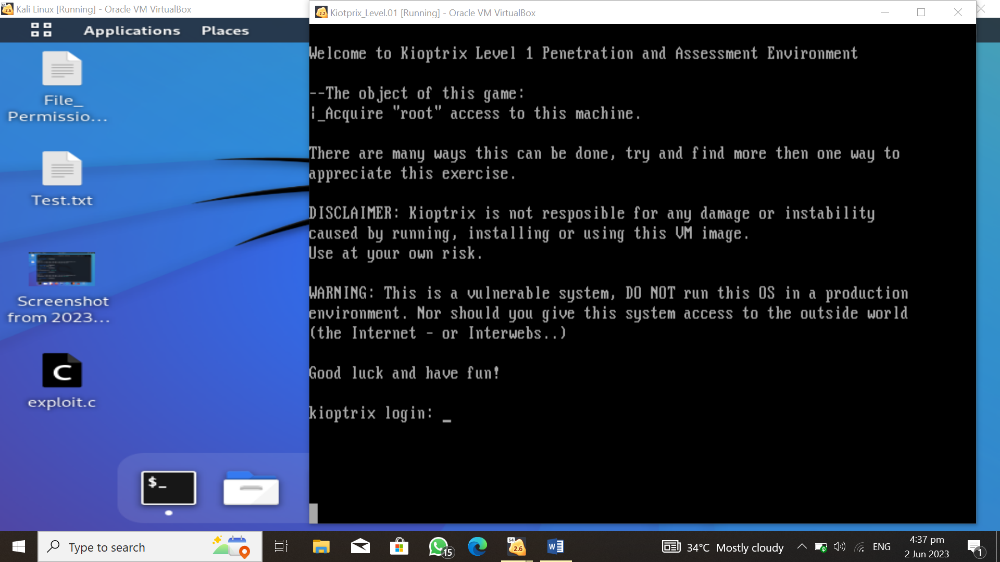 Kali Linux [Running] - Oracle VM VirtualBox
Applications Places
File_
Permissio...
Test.txt
Screenshot
from 2023...
C
exploit.c
$_
Kiotprix_Level.01 [Running] - Oracle VM VirtualBox
Welcome to Kioptrix Level 1 Penetration and Assessment Environment
--The object of this game:
|_Acquire "root" access to this machine.
There are many ways this can be done, try and find more then one way to
appreciate this exercise.
DISCLAIMER: Kioptrix is not resposible for any damage or instability
caused by running, installing or using this VM image.
Use at your own risk.
WARNING: This is a vulnerable system, DO NOT run this OS in a production
environment. Nor should you give this system access to the outside world
(the Internet - or Interwebs..)
Good luck and have fun!
kioptrix login: _
Type to search
15
64
2.6
W
34°C Mostly cloudy
ENG
4:37 pm
2 Jun 2023
1